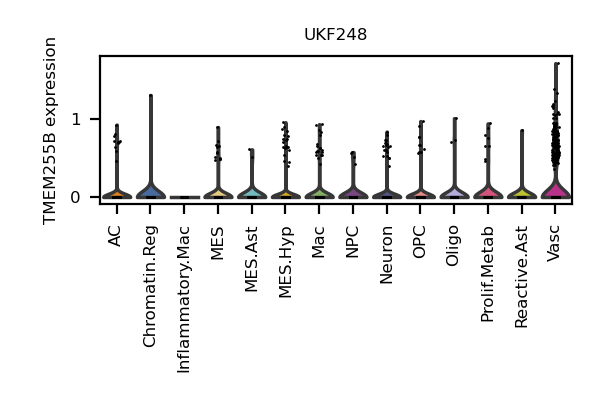 UKF248
TMEM255B expression
1
0
AC
Chromatin.Reg
Inflammatory.Mac
MES
MES.Ast
MES.Hyp
Mac
NPC
Neuron
OPC
Oligo
Prolif.Metab
Reactive.Ast
Vasc